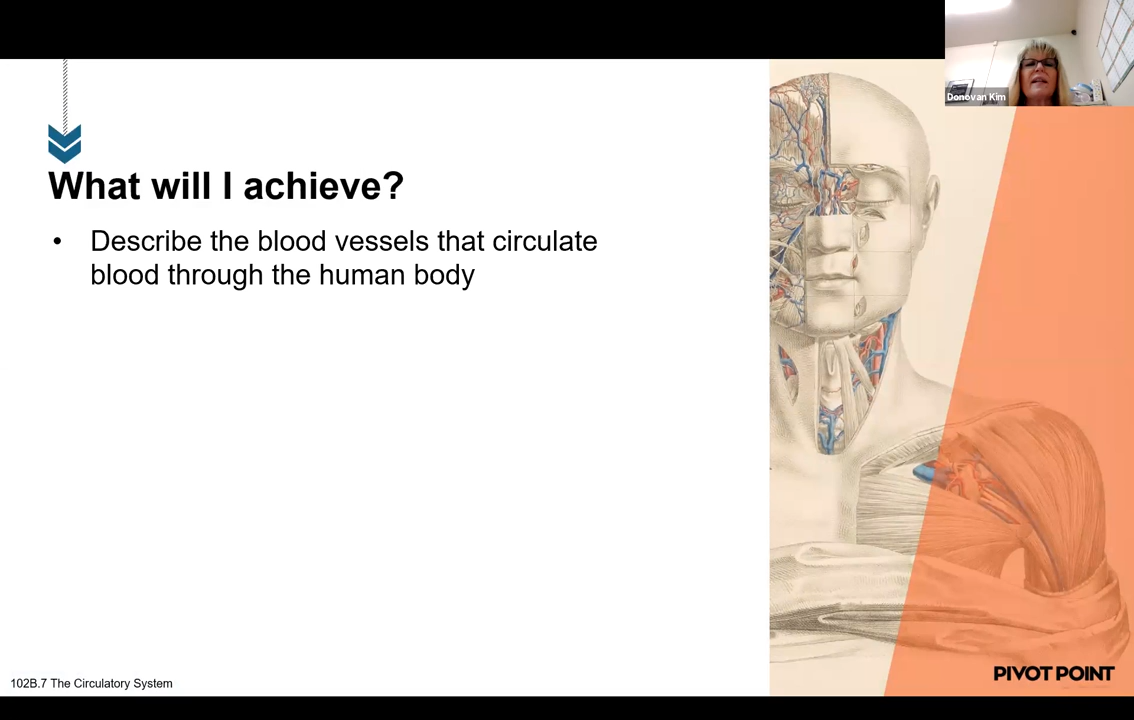 Donovan Kim
What will I achieve?
• Describe the blood vessels that circulate
blood through the human body
102B.7 The Circulatory System
PIVOT POINT